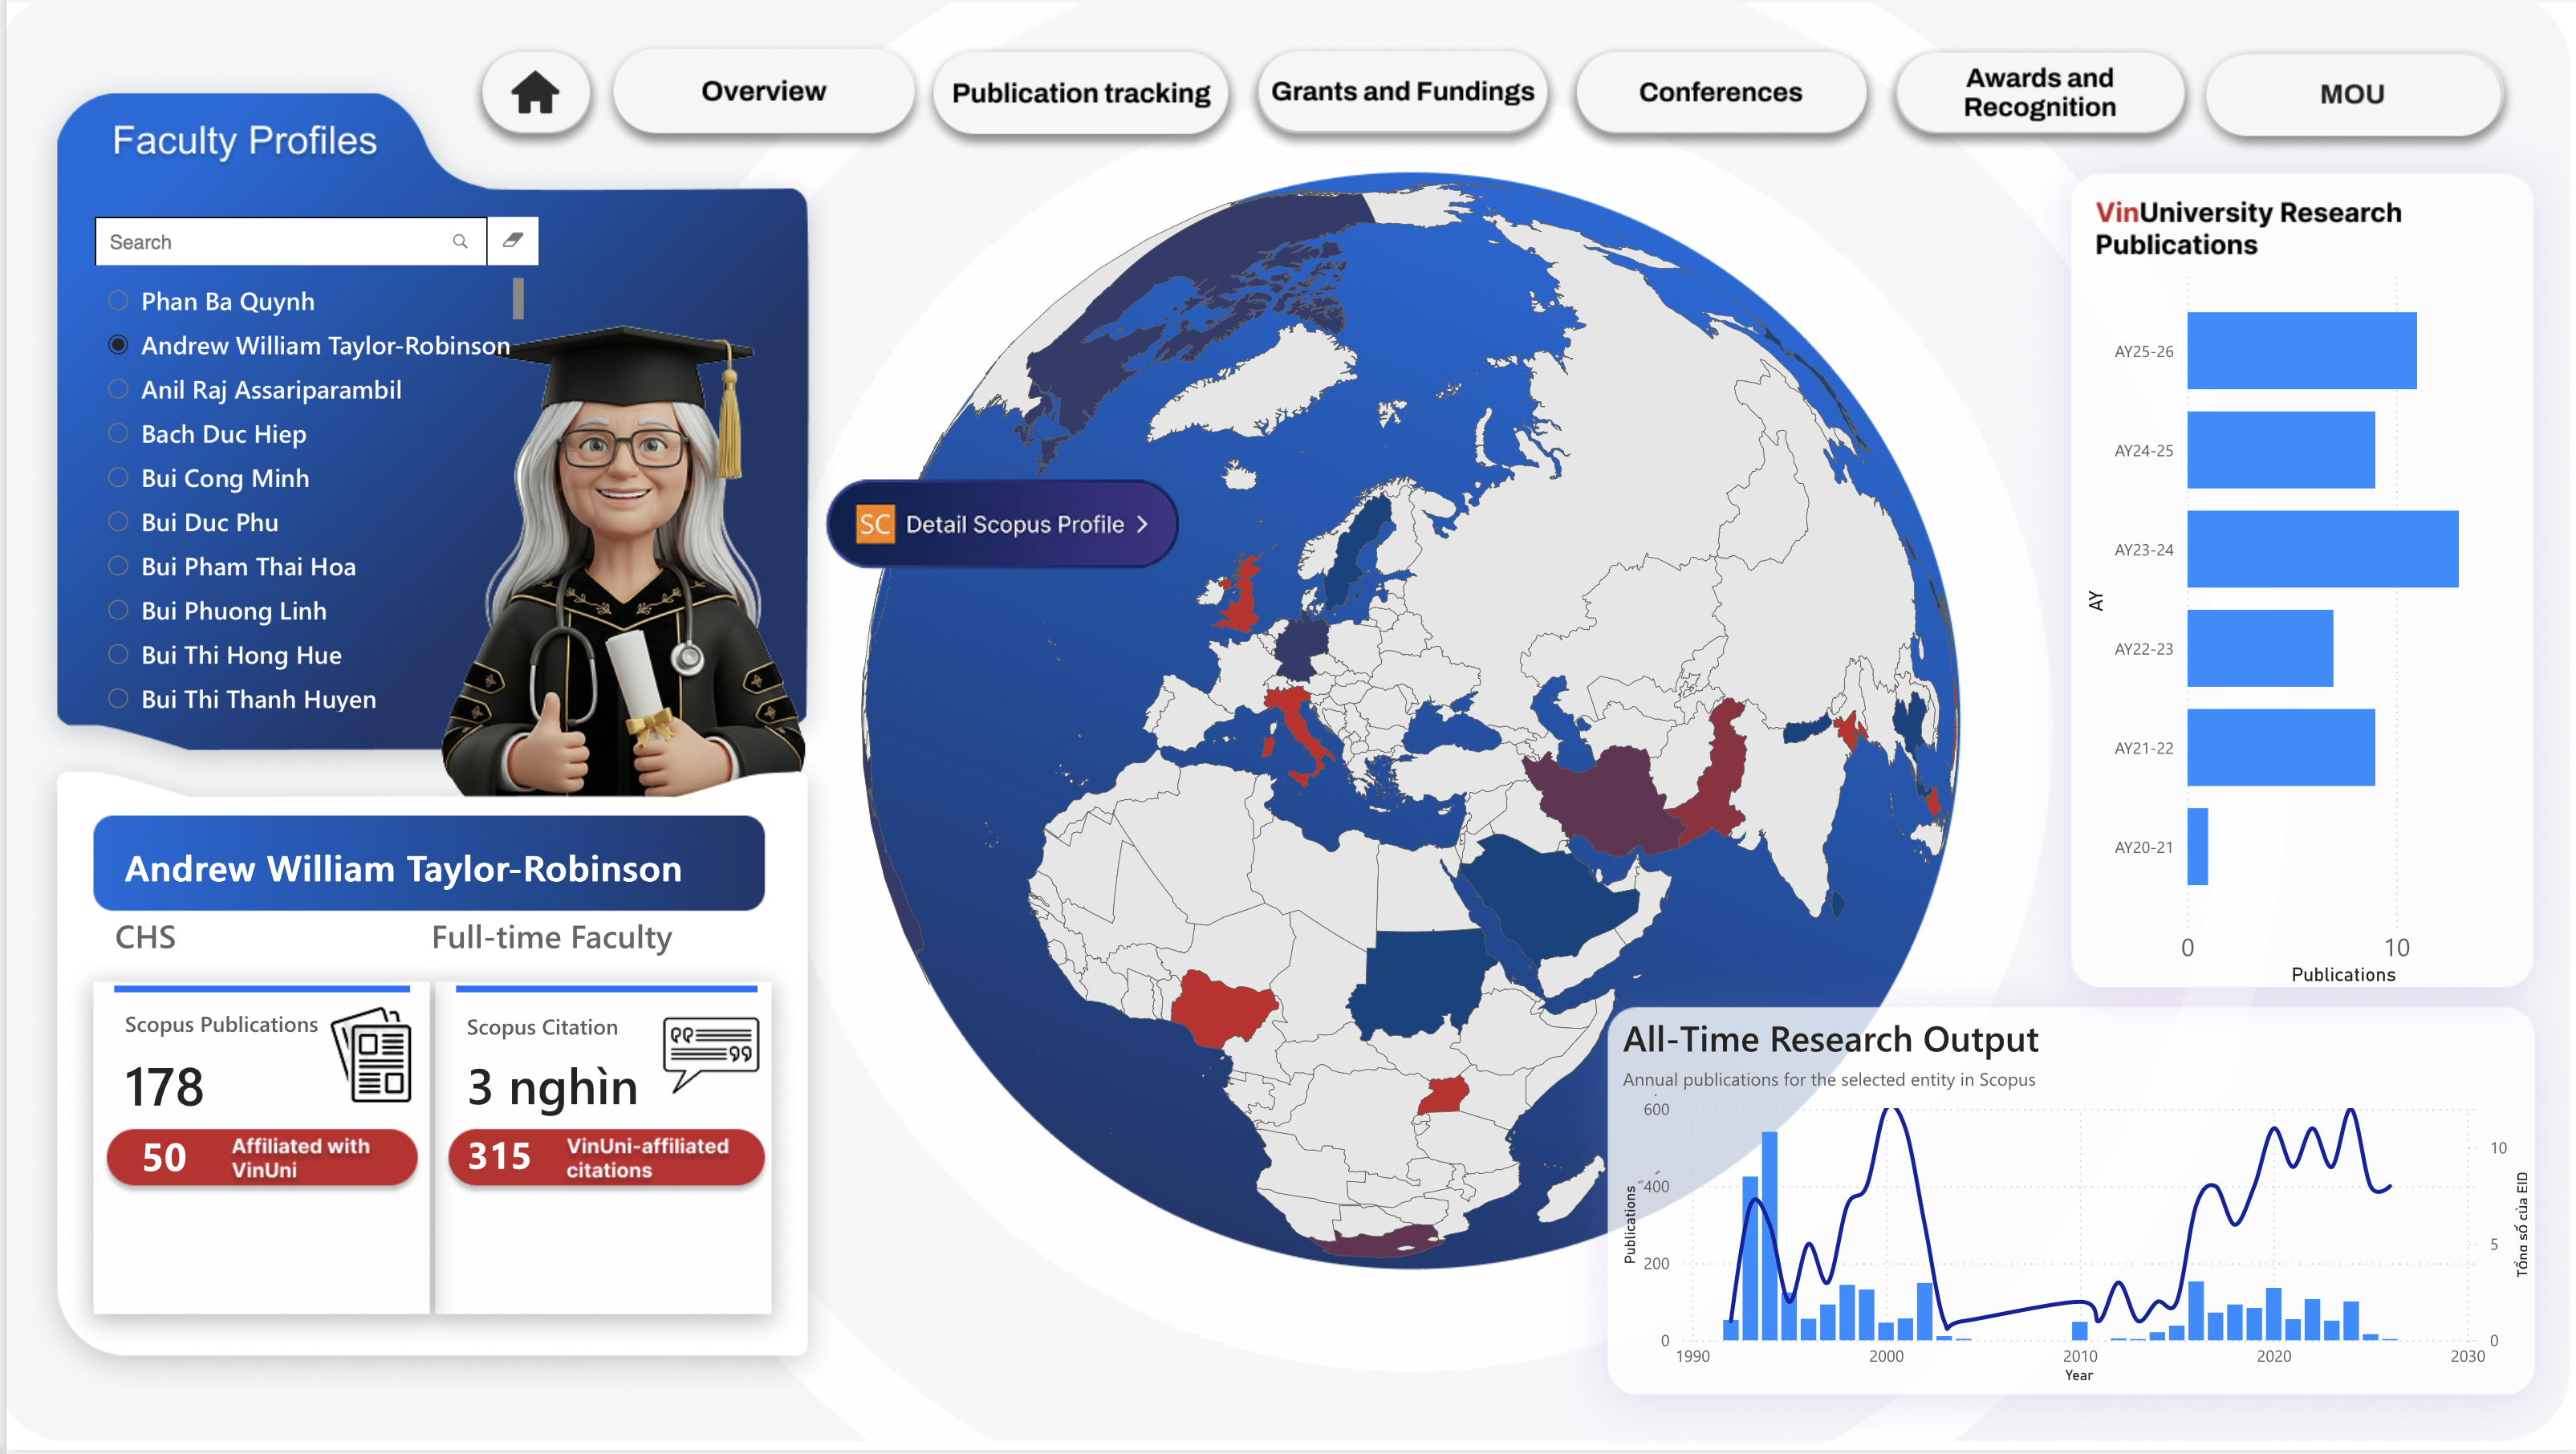 Overview
Publication tracking
Grants and Fundings
Conferences
Awards and
Recognition
MOU
Faculty Profiles
Search
Phan Ba Quynh
Andrew William Taylor-Robinson
Anil Raj Assariparambil
Bach Duc Hiep
Bui Cong Minh
Bui Duc Phu
Bui Pham Thai Hoa
Bui Phuong Linh
Bui Thi Hong Hue
Bui Thi Thanh Huyen
SC Detail Scopus Profile
Andrew William Taylor-Robinson
CHS
Full-time Faculty
Scopus Publications
178
50
Affiliated with
VinUni
Scopus Citation
3 nghìn
315
VinUni-affiliated
citations
VinUniversity Research
Publications
AY
AY25-26
AY24-25
AY23-24
AY22-23
AY21-22
AY20-21
0
10
Publications
All-Time Research Output
Annual publications for the selected entity in Scopus
Publications
600
400
200
0
10
5
0
Tổng số của EID
1990
2000
2010
2020
2030
Year